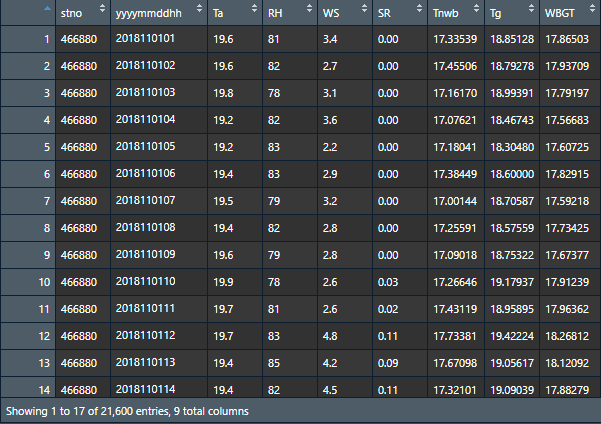 stno yyyymmddhh Ta RH WS SR Tnwb Tg WBGT
1 466880 2018110101 19.6 81 3.4 0.00 17.33539 18.85128 17.86503
2 466880 2018110102 19.6 82 2.7 0.00 17.45506 18.79278 17.93709
3 466880 2018110103 19.8 78 3.1 0.00 17.16170 18.99391 17.79197
4 466880 2018110104 19.2 82 3.6 0.00 17.07621 18.46743 17.56683
5 466880 2018110105 19.2 83 2.2 0.00 17.18041 18.30480 17.60725
6 466880 2018110106 19.4 83 2.9 0.00 17.38449 18.60000 17.82915
7 466880 2018110107 19.5 79 3.2 0.00 17.00144 18.70587 17.59218
8 466880 2018110108 19.4 82 2.8 0.00 17.25591 18.57559 17.73425
9 466880 2018110109 19.6 79 2.8 0.00 17.09018 18.75322 17.67377
10 466880 2018110110 19.9 78 2.6 0.03 17.26646 19.17937 17.91239
11 466880 2018110111 19.7 81 2.6 0.02 17.43119 18.95895 17.96362
12 466880 2018110112 19.7 83 4.8 0.11 17.73381 19.42224 18.26812
13 466880 2018110113 19.4 85 4.2 0.09 17.67098 19.05617 18.12092
14 466880 2018110114 19.4 82 4.5 0.11 17.32101 19.09039 17.88279
Showing 1 to 17 of 21,600 entries, 9 total columns